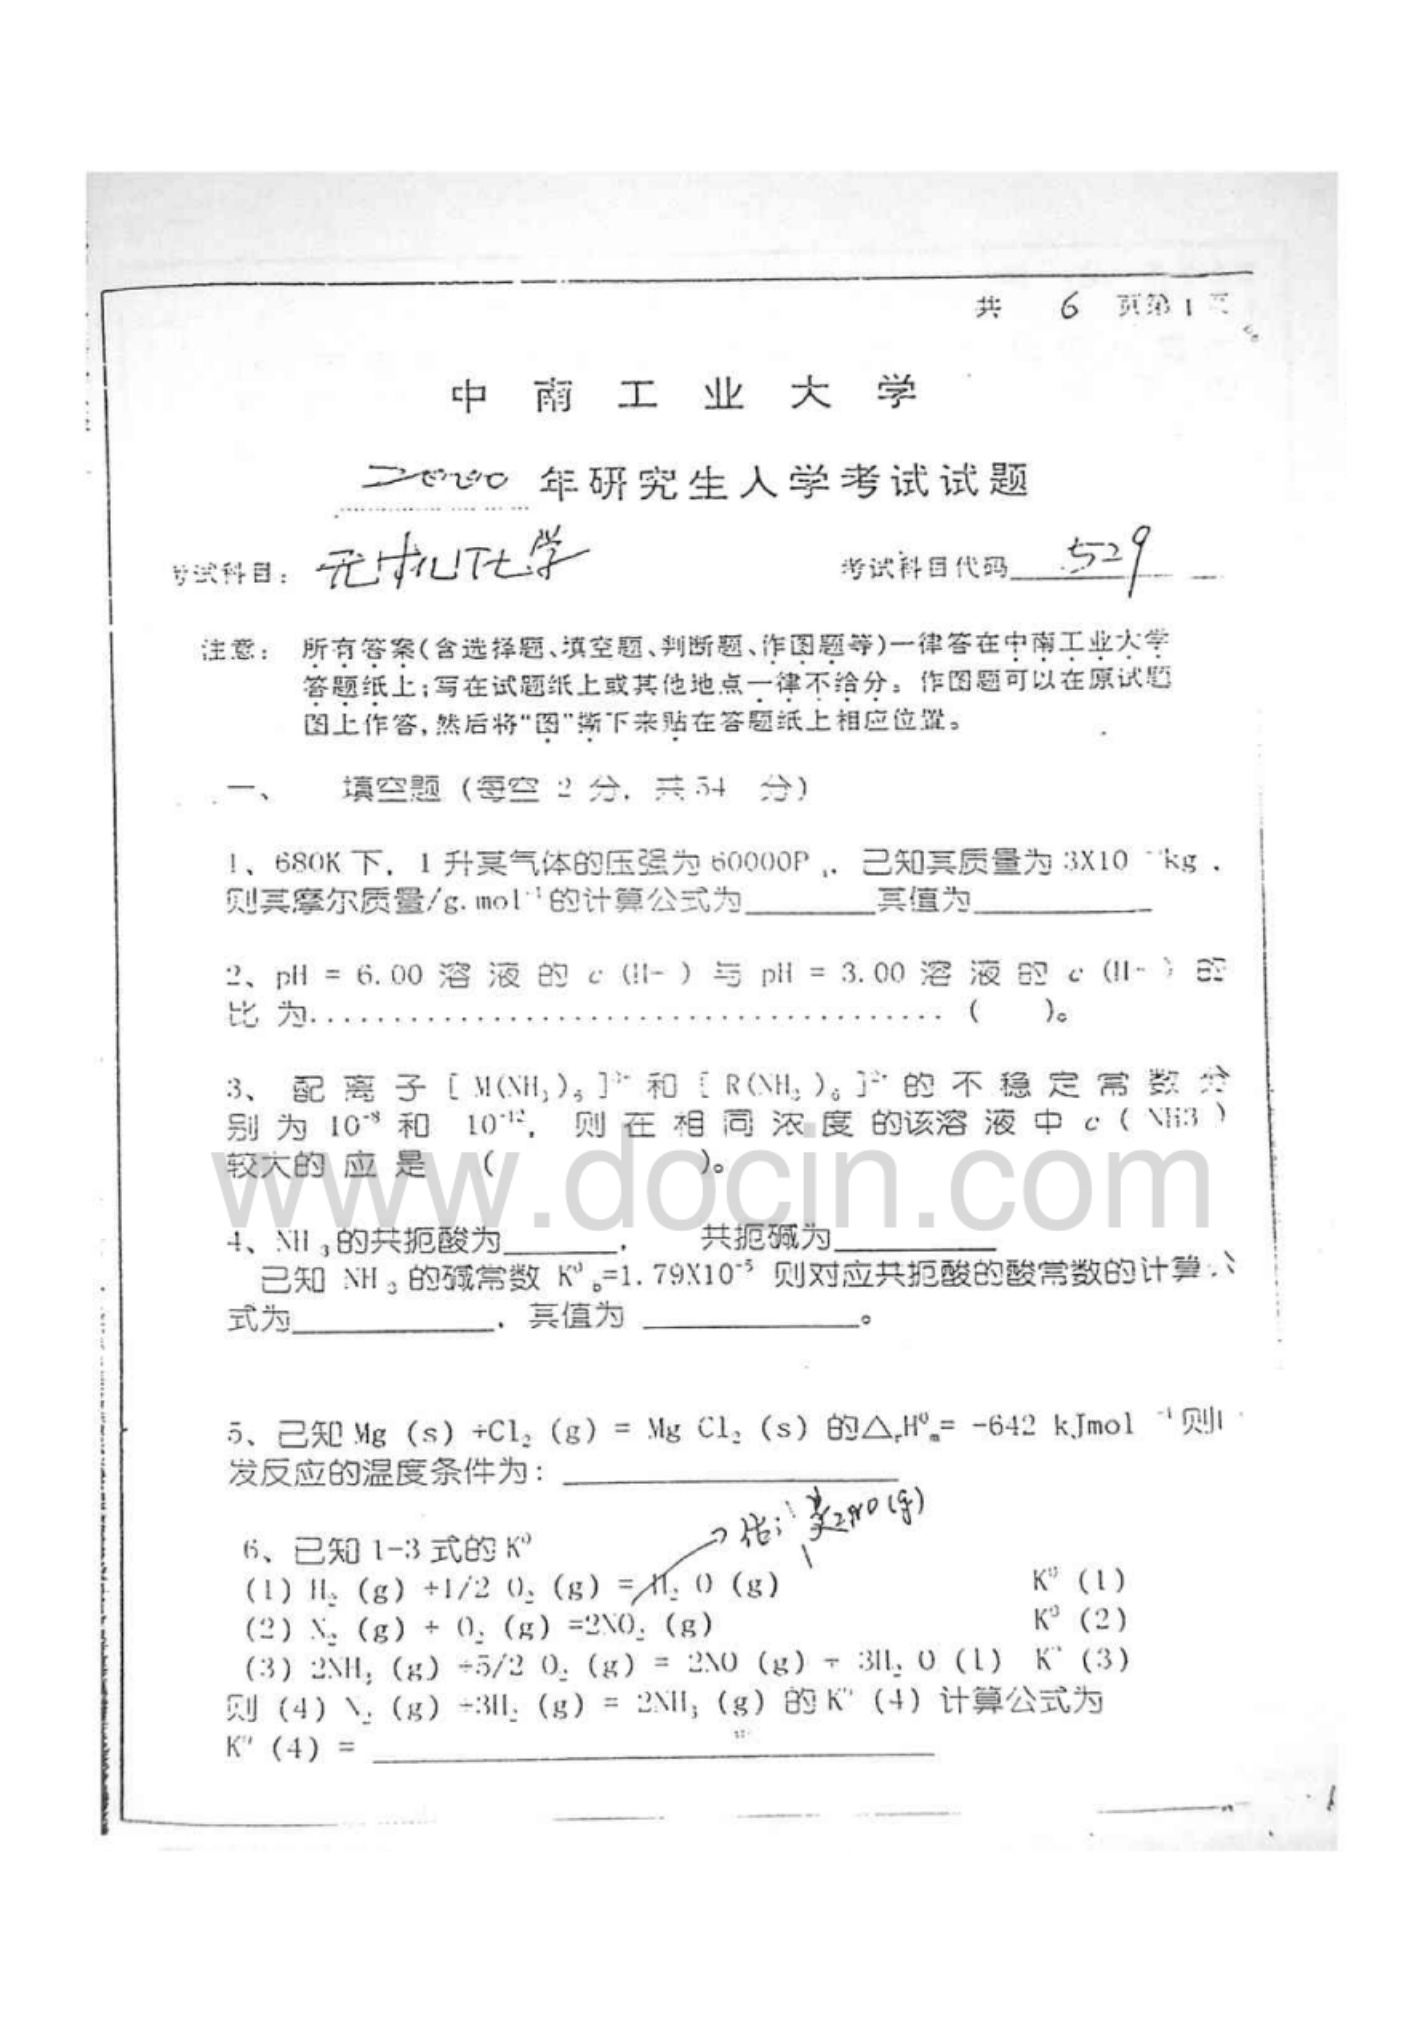 共 6 页第 1 页
中南工业大学
2000 年研究生入学考试试题
考试科目: 无机化学 考试科目代码 529
注意: 所有答案(含选择题、填空题、判断题、作图题等)一律答在中南工业大学
答题纸上;写在试题纸上或其他地点一律不给分。作图题可以在原试题
图上作答,然后将“图”撕下来贴在答题纸上相应位置。
一、 填空题 (每空 2 分, 共 54 分)
1、680K 下, 1 升某气体的压强为 60000P , 已知其质量为 3X10 kg ,
则其摩尔质量/g.mol⁻¹的计算公式为________其值为__________
2、pH = 6.00 溶 液 的 c (H- ) 与 pH = 3.00 溶 液 的 c (H- ) 的
比 为...................................... ( )。
3、 配 离 子 [ M(NH₃)₆ ] 和 [ R(NH₃)₆ ]²⁺ 的 不 稳 定 常 数 分
别 为 10⁻⁸ 和 10⁻¹², 则 在 相 同 浓 度 的该溶 液 中 c ( NH3 )
较大的 应 是 ( )。
www.docin.com
4、NH₃的共扼酸为_______, 共扼碱为__________
已知 NH₃的碱常数 K⁰ =1.79X10⁻⁵ 则对应共扼酸的酸常数的计算公
式为____________, 其值为 _____________。
5、已知 Mg (s) +Cl₂ (g) = Mg Cl₂ (s) 的△ᵣH⁰ₘ= -642 kJmol ⁻¹则
发反应的温度条件为: ____________________
6、已知 1-3 式的 K⁰
H₂O(g)
(1) H₂ (g) +1/2 O₂ (g) = H₂ O (g) K⁰ (1)
(2) N₂ (g) + O₂ (g) =2NO₂ (g) K⁰ (2)
(3) 2NH₃ (g) +5/2 O₂ (g) = 2NO (g) + 3H₂ O (l) K⁰ (3)
则 (4) N₂ (g) +3H₂ (g) = 2NH₃ (g) 的 K⁰ (4) 计算公式为
K⁰ (4) = __________________________________